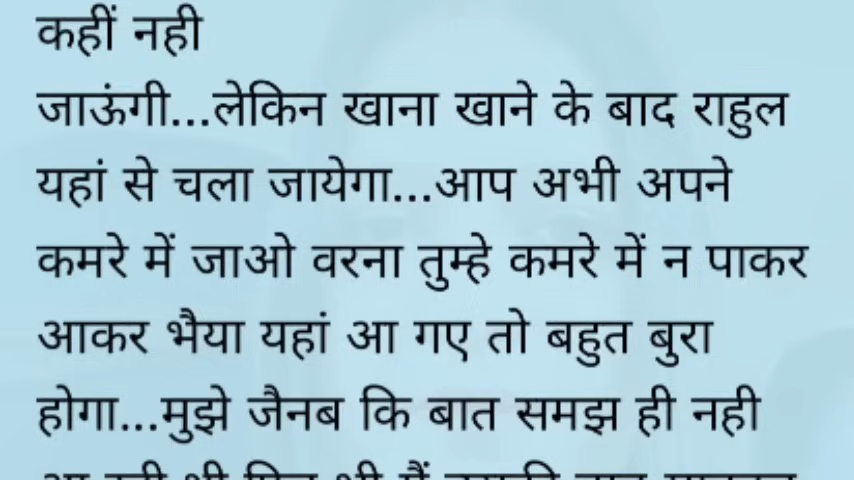 कहीं नही
जाऊंगी...लेकिन खाना खाने के बाद राहुल
यहां से चला जायेगा...आप अभी अपने
कमरे में जाओ वरना तुम्हे कमरे में न पाकर
आकर भैया यहां आ गए तो बहुत बुरा
होगा...मुझे जैनब कि बात समझ ही नही